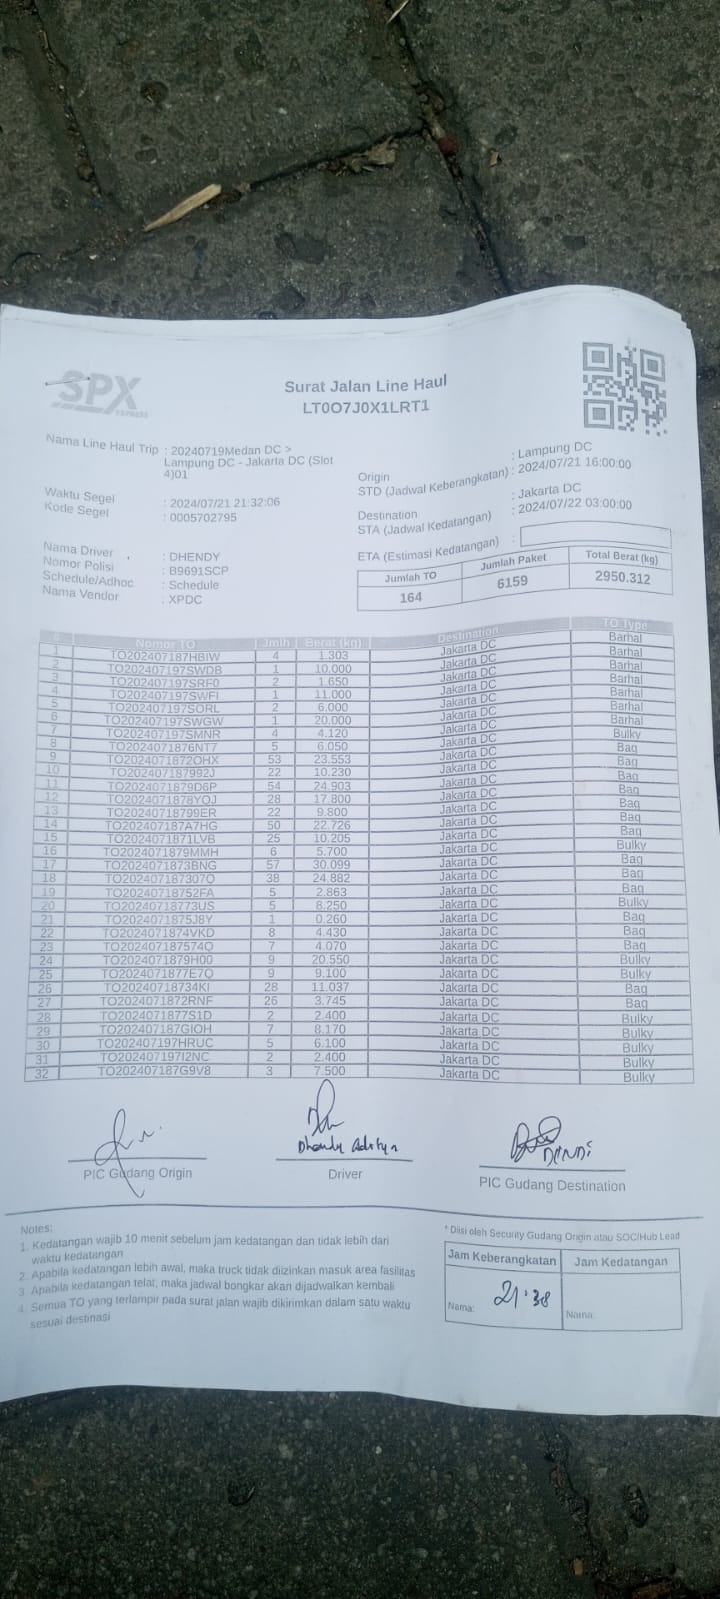 SPX
EXPRESS
Surat Jalan Line Haul
LT0O7J0X1LRT1
Nama Line Haul Trip : 20240719Medan DC >
Lampung DC - Jakarta DC (Slot
4)01
Waktu Segel : 2024/07/21 21:32:06
Kode Segel : 0005702795
Nama Driver : DHENDY
Nomor Polisi : B9691SCP
Schedule/Adhoc : Schedule
Nama Vendor : XPDC
Origin : Lampung DC
STD (Jadwal Keberangkatan) : 2024/07/21 16:00:00
Destination : Jakarta DC
STA (Jadwal Kedatangan) : 2024/07/22 03:00:00
ETA (Estimasi Kedatangan) :
Jumlah TO Jumlah Paket Total Berat (kg)
164 6159 2950.312
# Nomor TO Jmlh Berat (kg) Destination TO Type
1 TO202407187HBIW 4 1.303 Jakarta DC Barhal
2 TO202407197SWDB 1 10.000 Jakarta DC Barhal
3 TO202407197SRF0 2 1.650 Jakarta DC Barhal
4 TO202407197SWFI 1 11.000 Jakarta DC Barhal
5 TO202407197SORL 2 6.000 Jakarta DC Barhal
6 TO202407197SWGW 1 20.000 Jakarta DC Barhal
7 TO202407197SMNR 4 4.120 Jakarta DC Barhal
8 TO2024071876NT7 5 6.050 Jakarta DC Bulky
9 TO2024071872OHX 53 23.553 Jakarta DC Bag
10 TO202407187992J 22 10.230 Jakarta DC Bag
11 TO2024071879D6P 54 24.903 Jakarta DC Bag
12 TO2024071878YOJ 28 17.800 Jakarta DC Bag
13 TO20240718799ER 22 9.800 Jakarta DC Bag
14 TO202407187A7HG 50 22.726 Jakarta DC Bag
15 TO2024071871LVB 25 10.205 Jakarta DC Bag
16 TO2024071879MMH 6 5.700 Jakarta DC Bulky
17 TO2024071873BNG 57 30.099 Jakarta DC Bag
18 TO202407187307Q 38 24.882 Jakarta DC Bag
19 TO20240718752FA 5 2.863 Jakarta DC Bag
20 TO20240718773US 5 8.250 Jakarta DC Bulky
21 TO2024071875J8Y 1 0.260 Jakarta DC Bag
22 TO2024071874VKD 8 4.430 Jakarta DC Bag
23 TO202407187574Q 7 4.070 Jakarta DC Bag
24 TO2024071879H00 9 20.550 Jakarta DC Bulky
25 TO2024071877E7Q 9 9.100 Jakarta DC Bulky
26 TO20240718734KI 28 11.037 Jakarta DC Bag
27 TO2024071872RNF 26 3.745 Jakarta DC Bag
28 TO2024071877S1D 2 2.400 Jakarta DC Bulky
29 TO202407187GIOH 7 8.170 Jakarta DC Bulky
30 TO202407197HRUC 5 6.100 Jakarta DC Bulky
31 TO202407197I2NC 2 2.400 Jakarta DC Bulky
32 TO202407187G9V8 3 7.500 Jakarta DC Bulky
Dhendy Aditya
DENDI
PIC Gudang Origin
Driver
PIC Gudang Destination
Notes:
1. Kedatangan wajib 10 menit sebelum jam kedatangan dan tidak lebih dari
waktu kedatangan
2. Apabila kedatangan lebih awal, maka truck tidak diizinkan masuk area fasilitas
3. Apabila kedatangan telat, maka jadwal bongkar akan dijadwalkan kembali
4. Semua TO yang terlampir pada surat jalan wajib dikirimkan dalam satu waktu
sesuai destinasi
* Diisi oleh Security Gudang Origin atau SOC/Hub Lead
Jam Keberangkatan Jam Kedatangan
21:38
Nama: Nama: